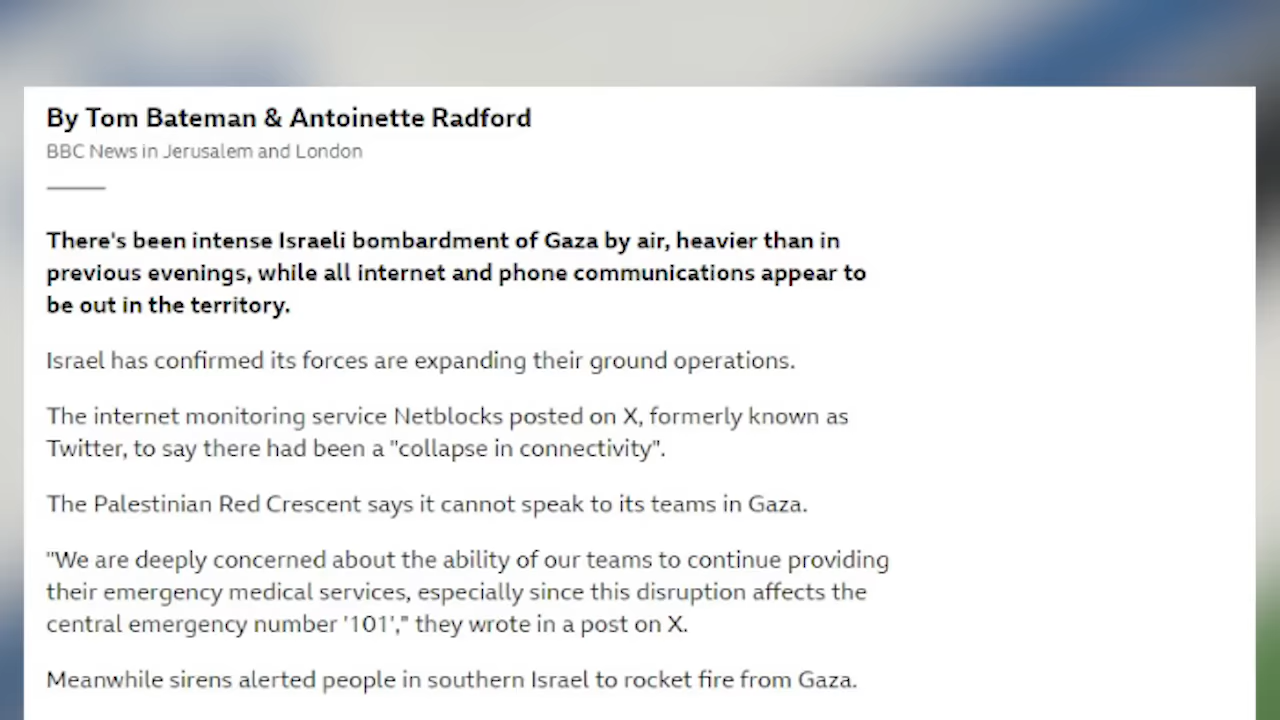 By Tom Bateman & Antoinette Radford
BBC News in Jerusalem and London
There's been intense Israeli bombardment of Gaza by air, heavier than in
previous evenings, while all internet and phone communications appear to
be out in the territory.
Israel has confirmed its forces are expanding their ground operations.
The internet monitoring service Netblocks posted on X, formerly known as
Twitter, to say there had been a "collapse in connectivity".
The Palestinian Red Crescent says it cannot speak to its teams in Gaza.
"We are deeply concerned about the ability of our teams to continue providing
their emergency medical services, especially since this disruption affects the
central emergency number '101'," they wrote in a post on X.
Meanwhile sirens alerted people in southern Israel to rocket fire from Gaza.